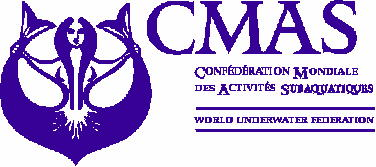 CMAS
CONFÉDÉRATION MONDIALE
DES ACTIVITÉS SUBAQUATIQUES
WORLD UNDERWATER FEDERATION